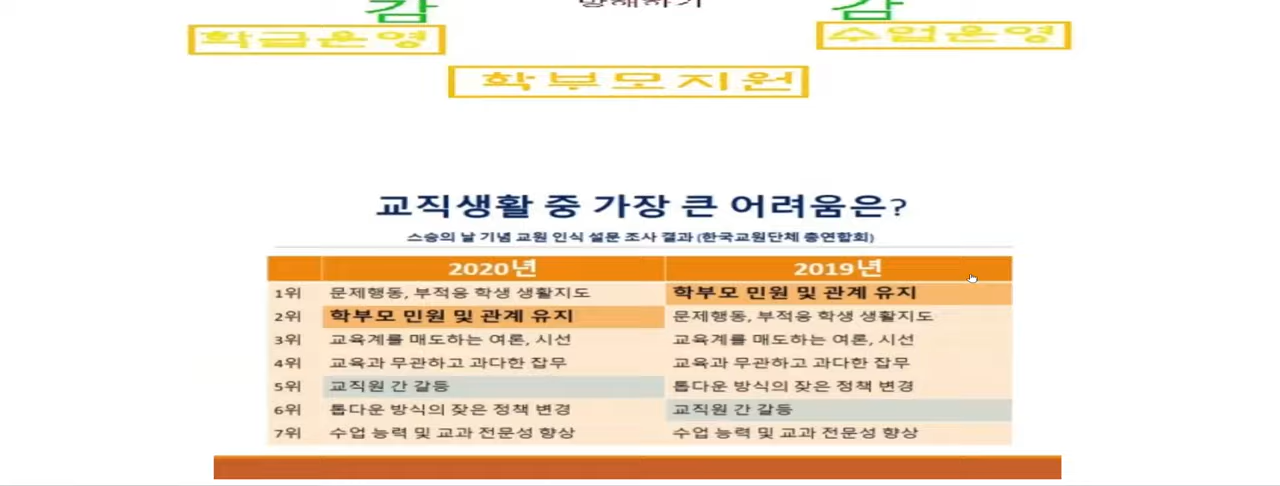 감 감
학급운영 수업운영
학부모지원
교직생활 중 가장 큰 어려움은?
스승의 날 기념 교원 인식 설문 조사 결과 (한국교원단체 총연합회)
2020년 2019년
1위 문제행동, 부적응 학생 생활지도 학부모 민원 및 관계 유지
2위 학부모 민원 및 관계 유지 문제행동, 부적응 학생 생활지도
3위 교육계를 매도하는 여론, 시선 교육계를 매도하는 여론, 시선
4위 교육과 무관하고 과다한 잡무 교육과 무관하고 과다한 잡무
5위 교직원 간 갈등 톱다운 방식의 잦은 정책 변경
6위 톱다운 방식의 잦은 정책 변경 교직원 간 갈등
7위 수업 능력 및 교과 전문성 향상 수업 능력 및 교과 전문성 향상